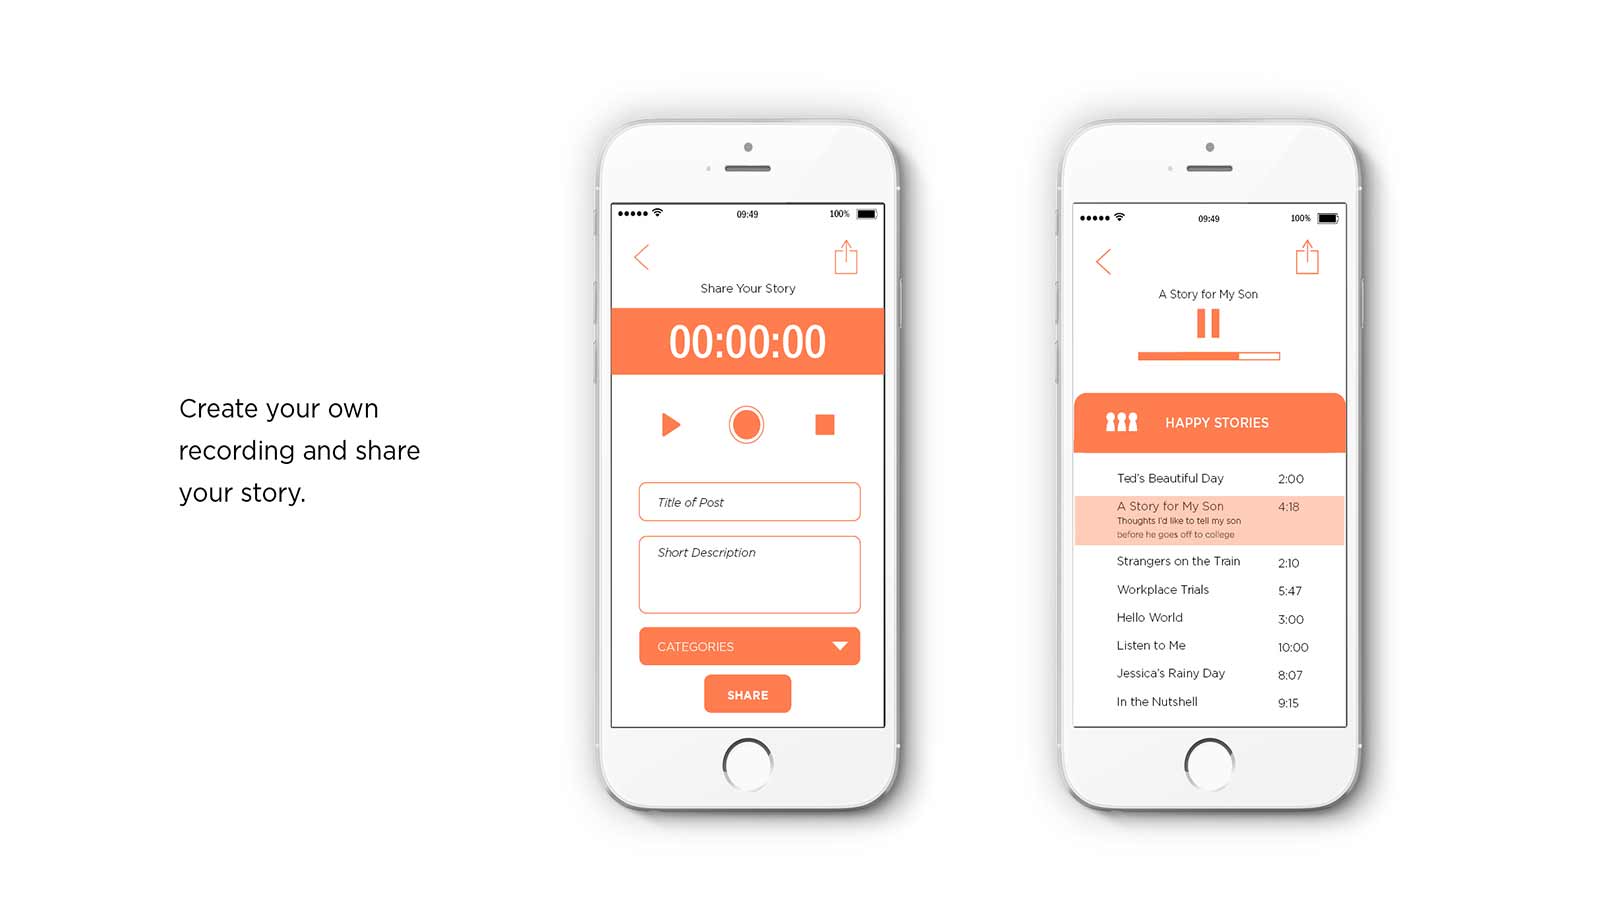 Create your own
recording and share
your story.
09:49
100%
Share Your Story
00:00:00
Title of Post
Short Description
CATEGORIES
SHARE
09:49
100%
A Story for My Son
HAPPY STORIES
Ted's Beautiful Day 2:00
A Story for My Son 4:18
Thoughts I'd like to tell my son
before he goes off to college
Strangers on the Train 2:10
Workplace Trials 5:47
Hello World 3:00
Listen to Me 10:00
Jessica's Rainy Day 8:07
In the Nutshell 9:15